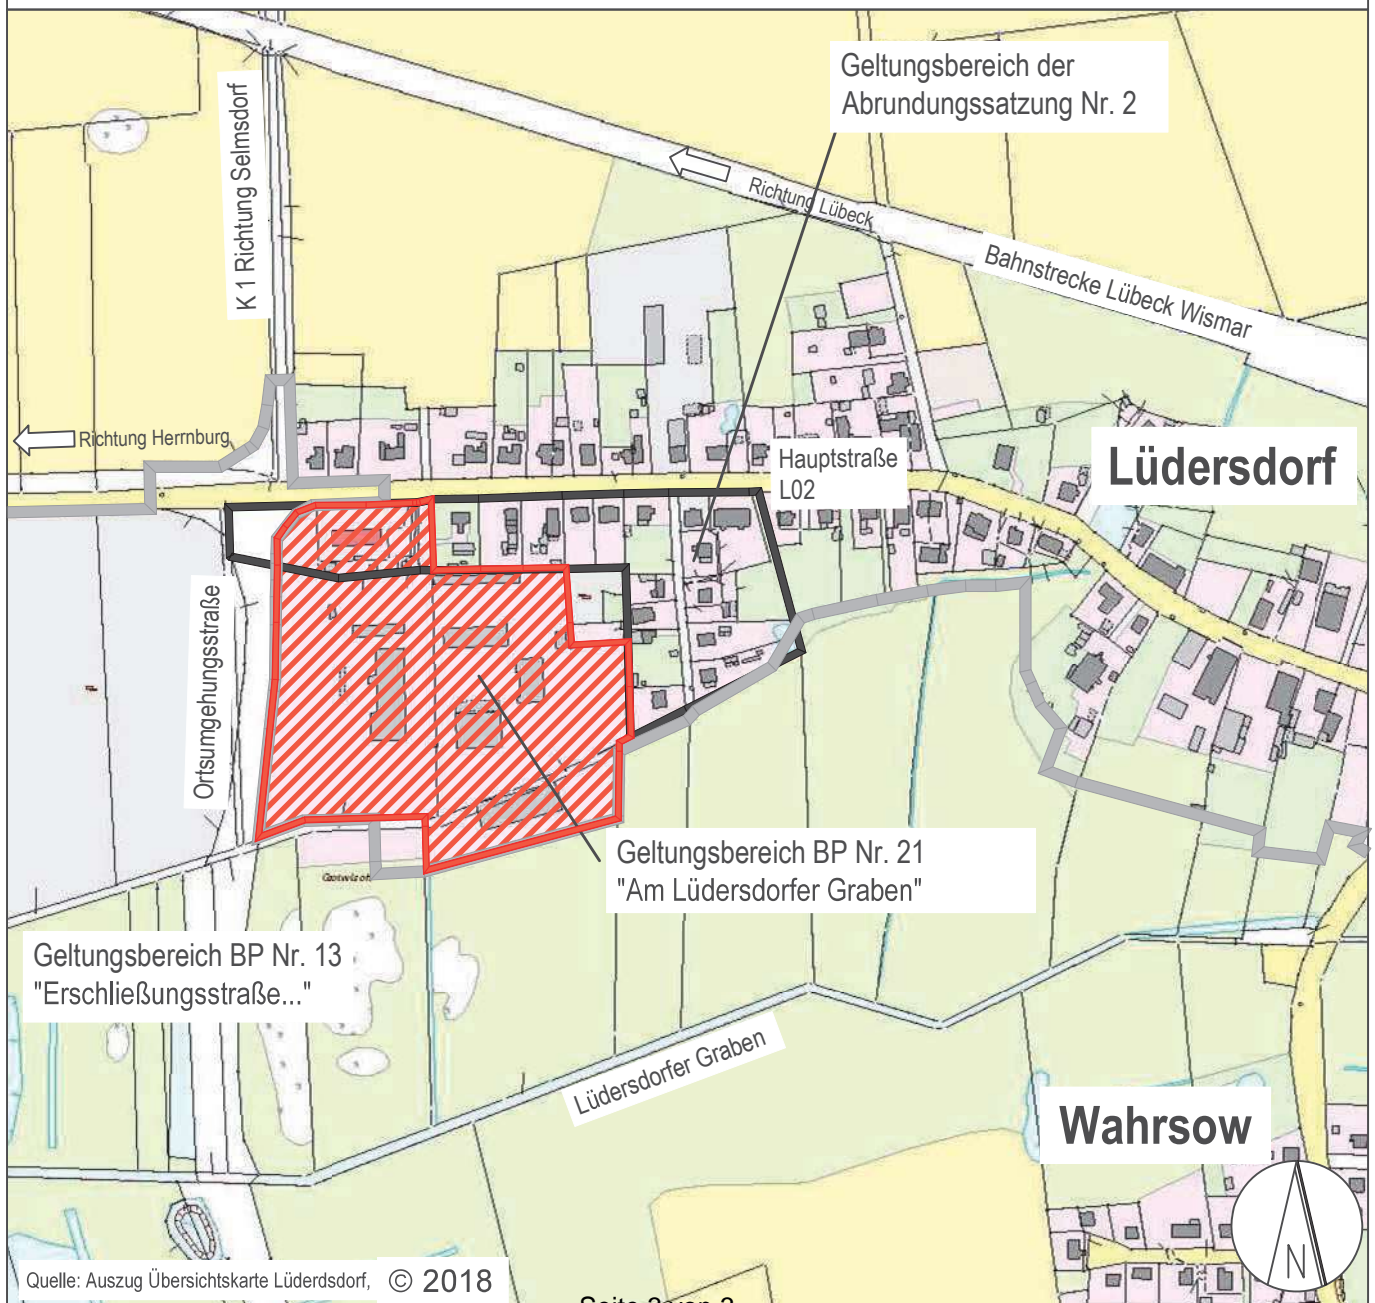 Geltungsbereich der
Abrundungssatzung Nr. 2
K 1 Richtung Selmsdorf
Richtung Lübeck
Bahnstrecke Lübeck Wismar
Richtung Herrnburg
Hauptstraße
L02
Lüdersdorf
Ortsumgehungsstraße
Geltungsbereich BP Nr. 21
"Am Lüdersdorfer Graben"
Geltungsbereich BP Nr. 13
"Erschließungsstraße..."
Lüdersdorfer Graben
Wahrsow
N
Quelle: Auszug Übersichtskarte Lüderdsdorf, © 2018